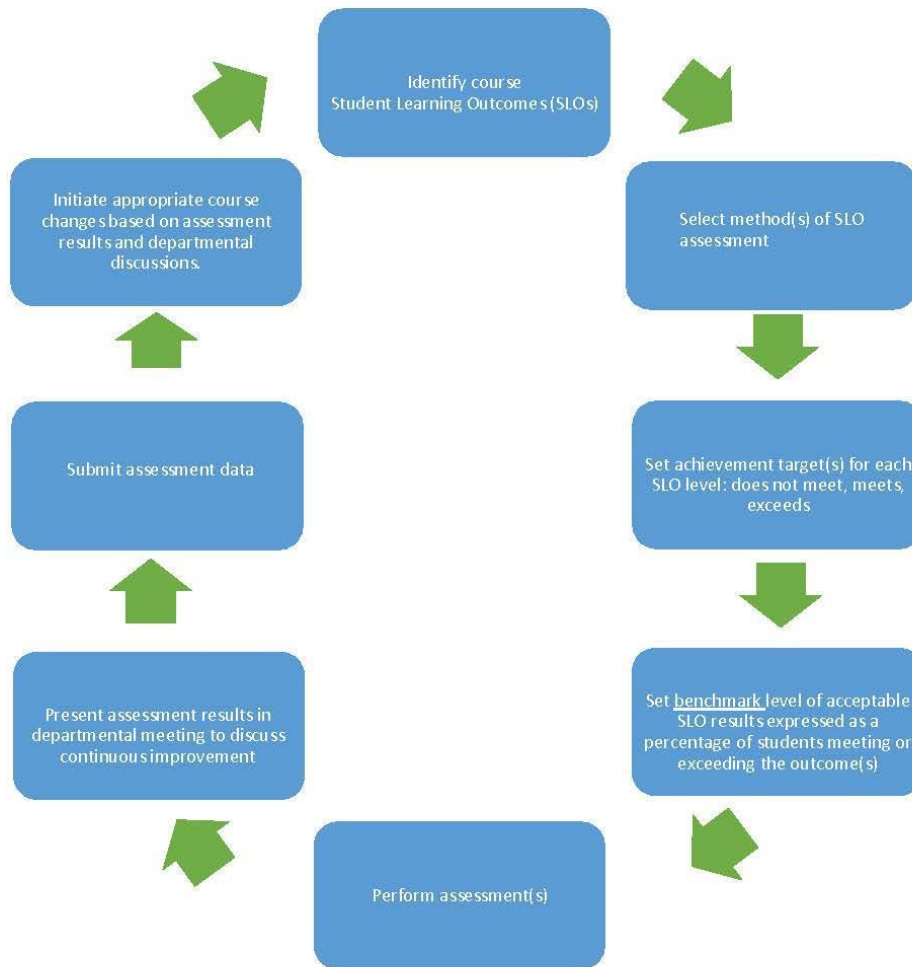 Identify course
Student Learning Outcomes (SLOs)
Select method(s) of SLO
assessment
Set achievement target(s) for each
SLO level: does not meet, meets,
exceeds
Set benchmark level of acceptable
SLO results expressed as a
percentage of students meeting or
exceeding the outcome(s)
Perform assessment(s)
Present assessment results in
departmental meeting to discuss
continuous improvement
Submit assessment data
Initiate appropriate course
changes based on assessment
results and departmental
discussions.